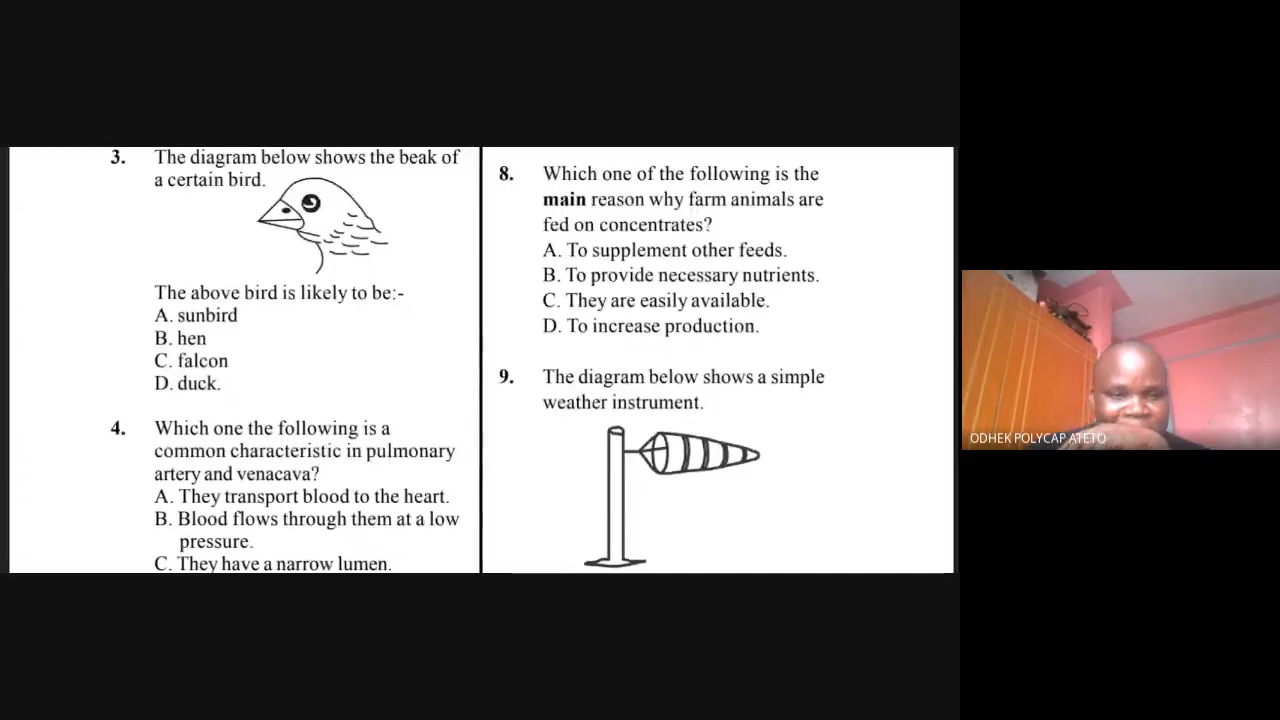 3. The diagram below shows the beak of
a certain bird.
The above bird is likely to be:-
A. sunbird
B. hen
C. falcon
D. duck.
4. Which one the following is a
common characteristic in pulmonary
artery and venacava?
A. They transport blood to the heart.
B. Blood flows through them at a low
pressure.
C. They have a narrow lumen.
8. Which one of the following is the
main reason why farm animals are
fed on concentrates?
A. To supplement other feeds.
B. To provide necessary nutrients.
C. They are easily available.
D. To increase production.
9. The diagram below shows a simple
weather instrument.
ODHEK POLYCAP ATETO